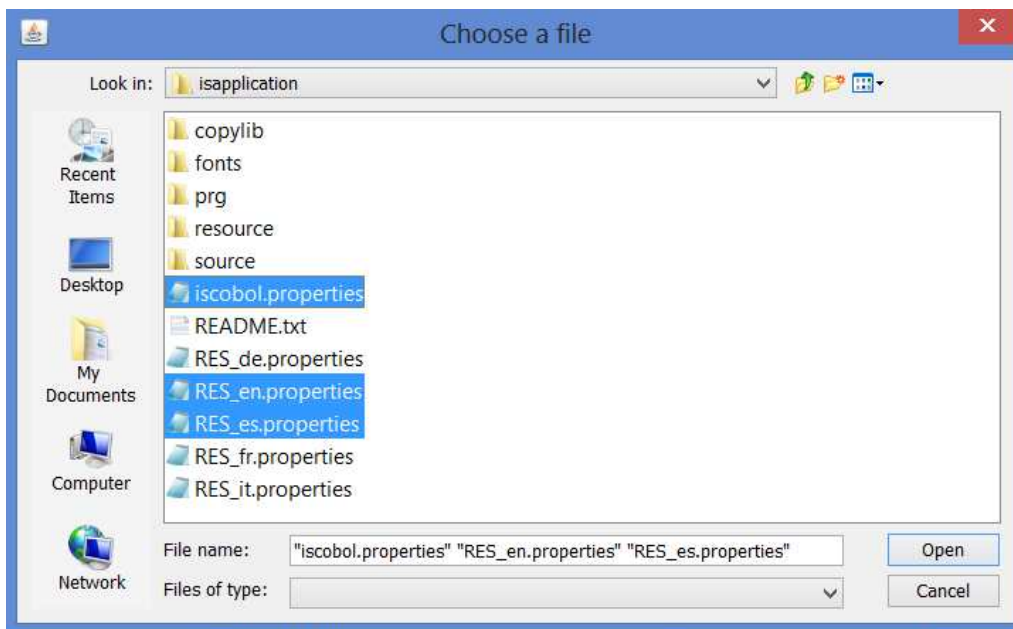 Choose a file
Look in: isapplication
Recent
Items
Desktop
My
Documents
Computer
Network
copylib
fonts
prg
resource
source
iscobol.properties
README.txt
RES_de.properties
RES_en.properties
RES_es.properties
RES_fr.properties
RES_it.properties
File name: "iscobol.properties" "RES_en.properties" "RES_es.properties" Open
Files of type: Cancel